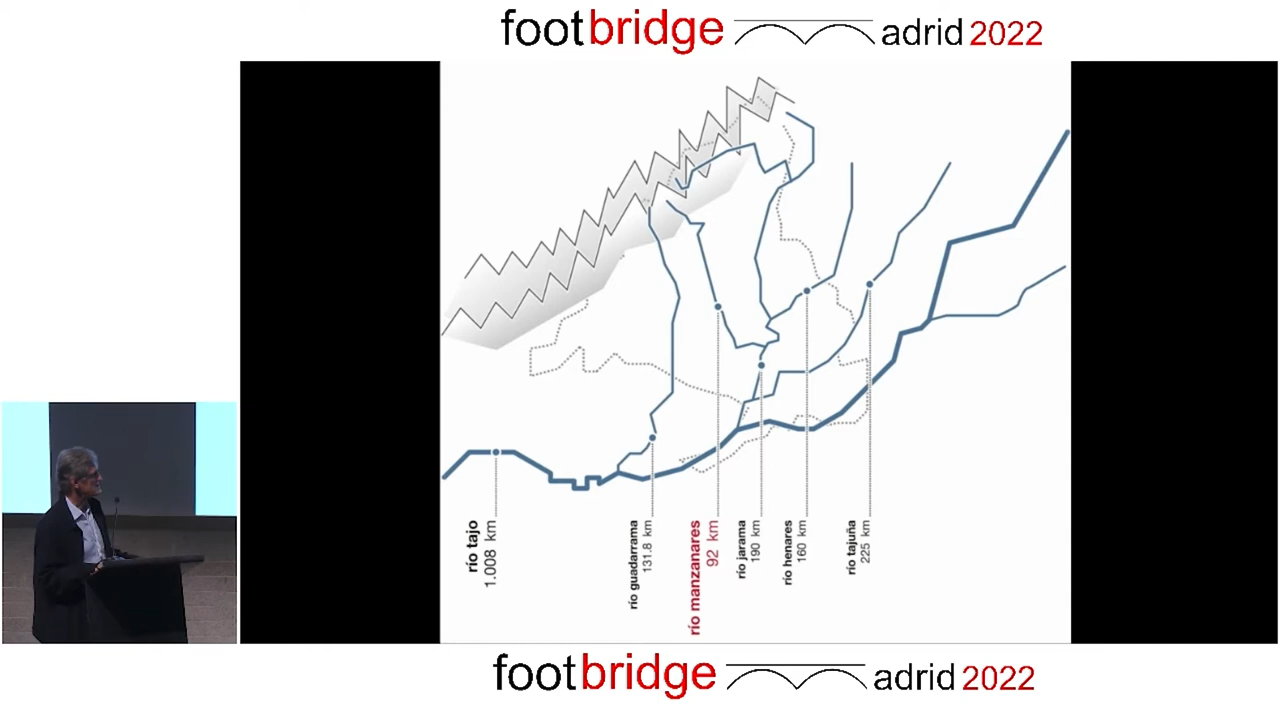 footbridge adrid 2022
río tajo
1.008 km
río guadarrama
131.8 km
río manzanares
92 km
río jarama
190 km
río henares
160 km
río tajuña
225 km
footbridge adrid 2022